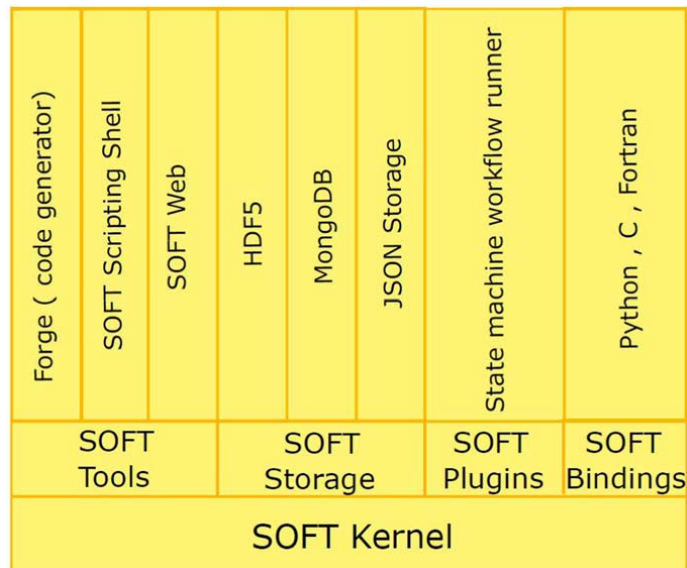 Forge ( code generator)
SOFT Scripting Shell
SOFT Web
HDF5
MongoDB
JSON Storage
State machine workflow runner
Python , C , Fortran
SOFT
Tools
SOFT
Storage
SOFT
Plugins
SOFT
Bindings
SOFT Kernel